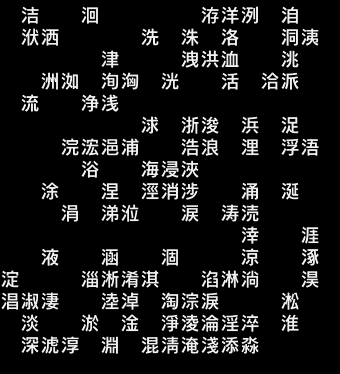 洁 洄 洊洋洌 洎
洑洒 洗 洙 洛 洞洟
津 洩洪洫 洮
洲洳 洵洶 洸 活 洽派
流 浄浅
浗 浙浚 浜 浞
浣浤浥浦 浩浪 浬 浮浯
浴 海浸浹
涂 涅 涇消涉 涌 涎
涓 涕涖 涙 涛涜
涬 涯
液 涵 涸 涼 涿
淀 淄淅淆淇 淊淋淌 淏
淐淑凄 淕淖 淘淙淚 淞
淡 淤 淦 淨淩淪淫淬 淮
深淲淳 淵 混淸淹淺添淼